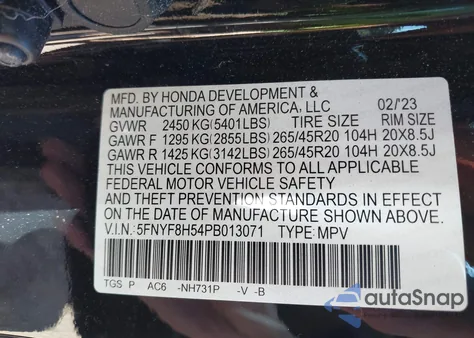 MFD. BY HONDA DEVELOPMENT &
MANUFACTURING OF AMERICA, LLC 02/'23
GVWR 2450 KG(5401LBS) TIRE SIZE RIM SIZE
GAWR F 1295 KG(2855LBS) 265/45R20 104H 20X8.5J
GAWR R 1425 KG(3142LBS) 265/45R20 104H 20X8.5J
THIS VEHICLE CONFORMS TO ALL APPLICABLE
FEDERAL MOTOR VEHICLE SAFETY
AND THEFT PREVENTION STANDARDS IN EFFECT
ON THE DATE OF MANUFACTURE SHOWN ABOVE.
V.I.N.: 5FNYF8H54PB013071 TYPE: MPV
TGS P AC6 -NH731P -V -B
autoSnap